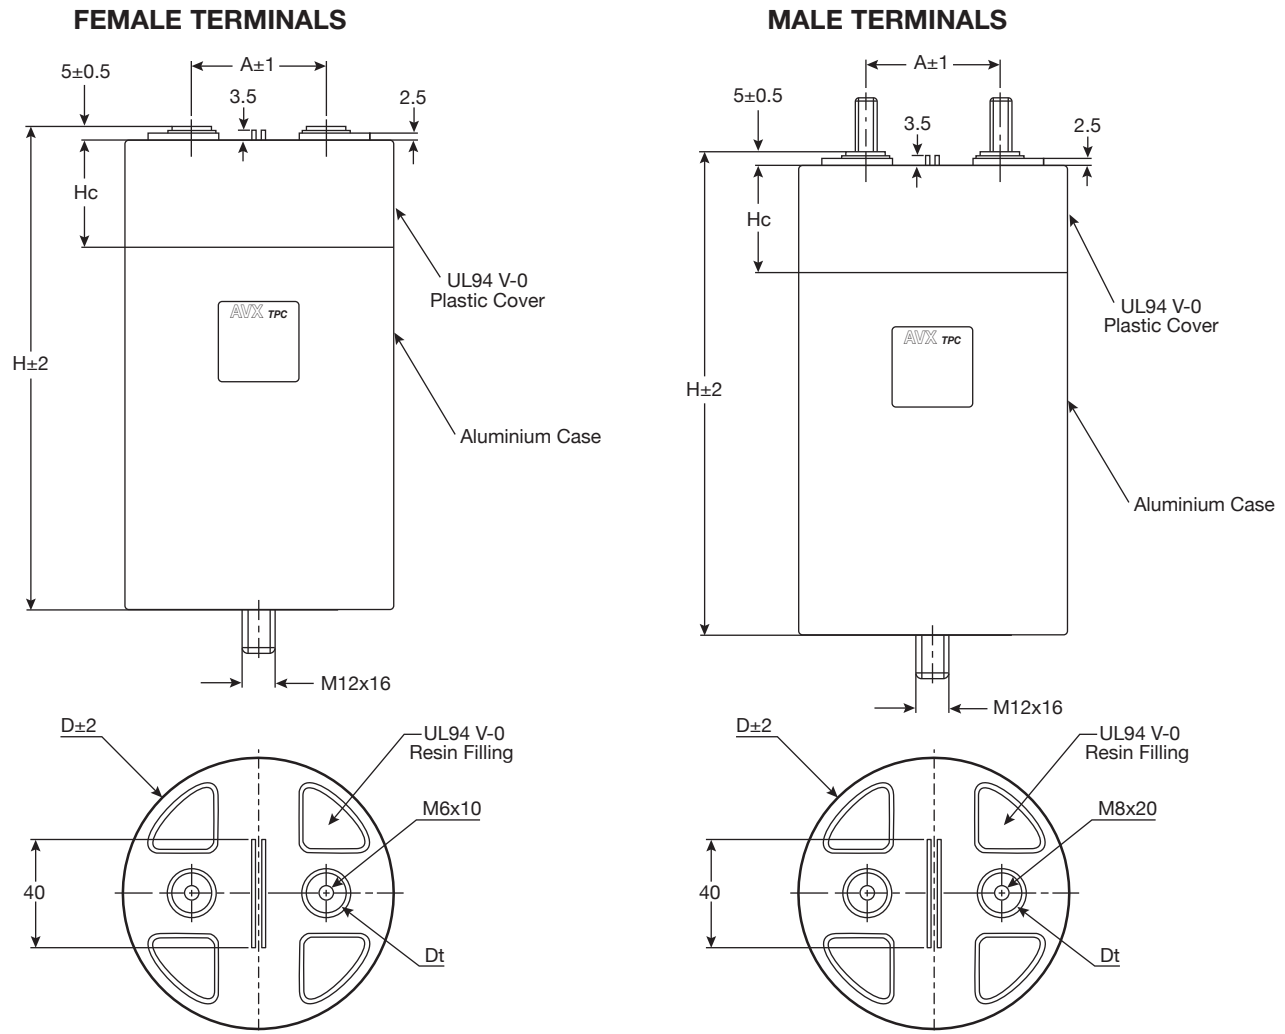 FEMALE TERMINALS
A±1
5±0.5
3.5
2.5
Hc
UL94 V-0
Plastic Cover
AVX TPC
H±2
Aluminium Case
M12x16
D±2
UL94 V-0
Resin Filling
M6x10
40
Dt
MALE TERMINALS
A±1
5±0.5
3.5
2.5
Hc
UL94 V-0
Plastic Cover
AVX TPC
H±2
Aluminium Case
M12x16
D±2
UL94 V-0
Resin Filling
M8x20
40
Dt